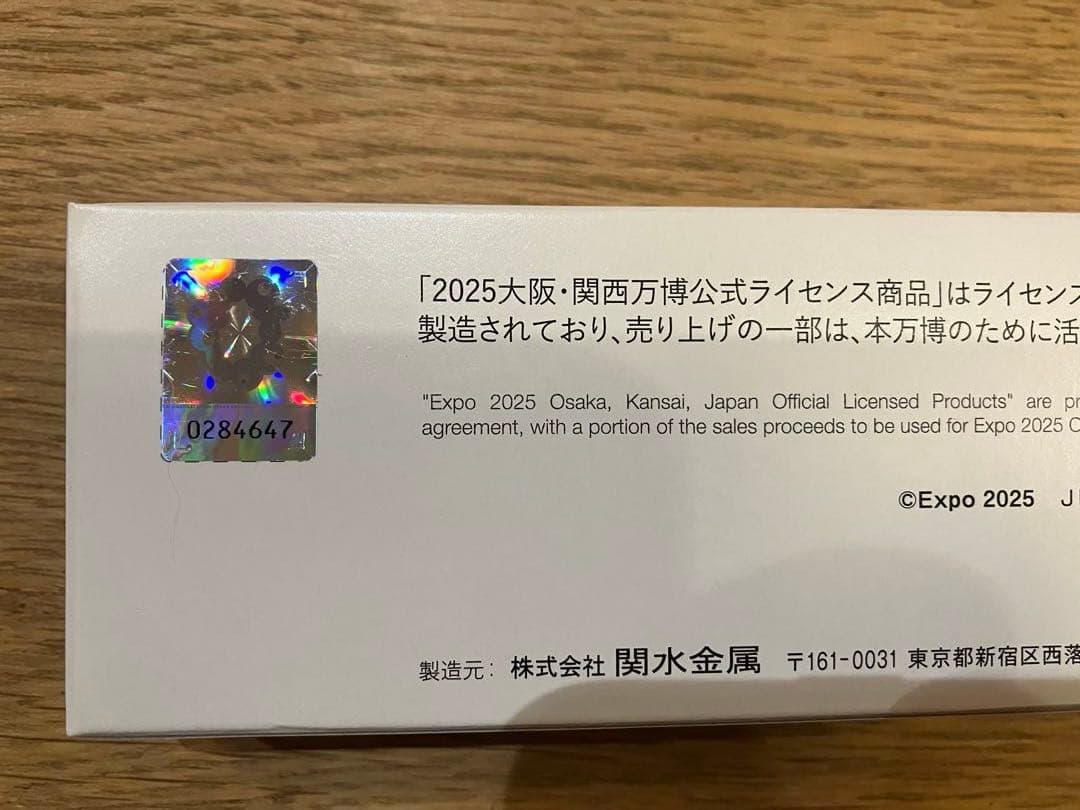 「2025大阪・関西万博公式ライセンス商品」はライセンス
製造されており、売り上げの一部は、本万博のために活
"Expo 2025 Osaka, Kansai, Japan Official Licensed Products" are pr
agreement, with a portion of the sales proceeds to be used for Expo 2025 O
©Expo 2025 J
0284647
製造元: 株式会社 関水金属 〒161-0031 東京都新宿区西落